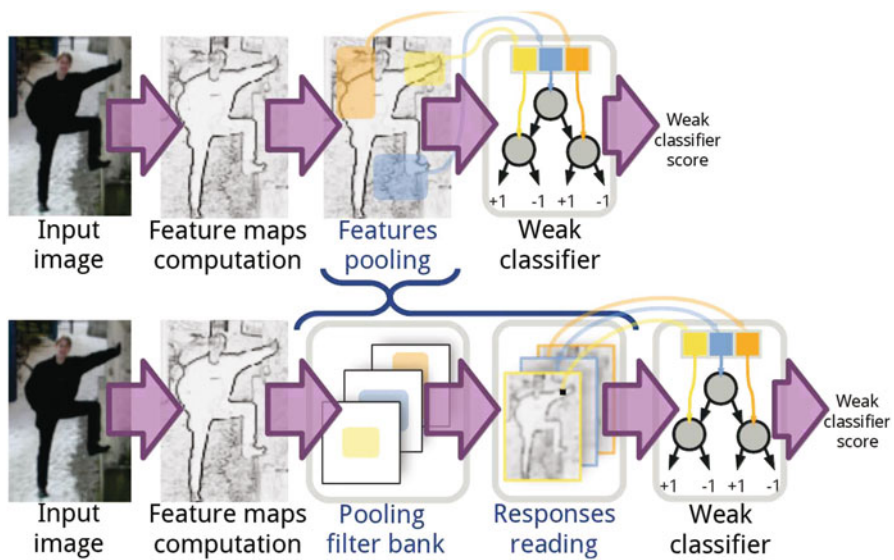 Weak
classifier
score
+1 -1 +1 -1
Input
image
Feature maps
computation
Features
pooling
Weak
classifier
Weak
classifier
score
+1 -1 +1 -1
Input
image
Feature maps
computation
Pooling
filter bank
Responses
reading
Weak
classifier